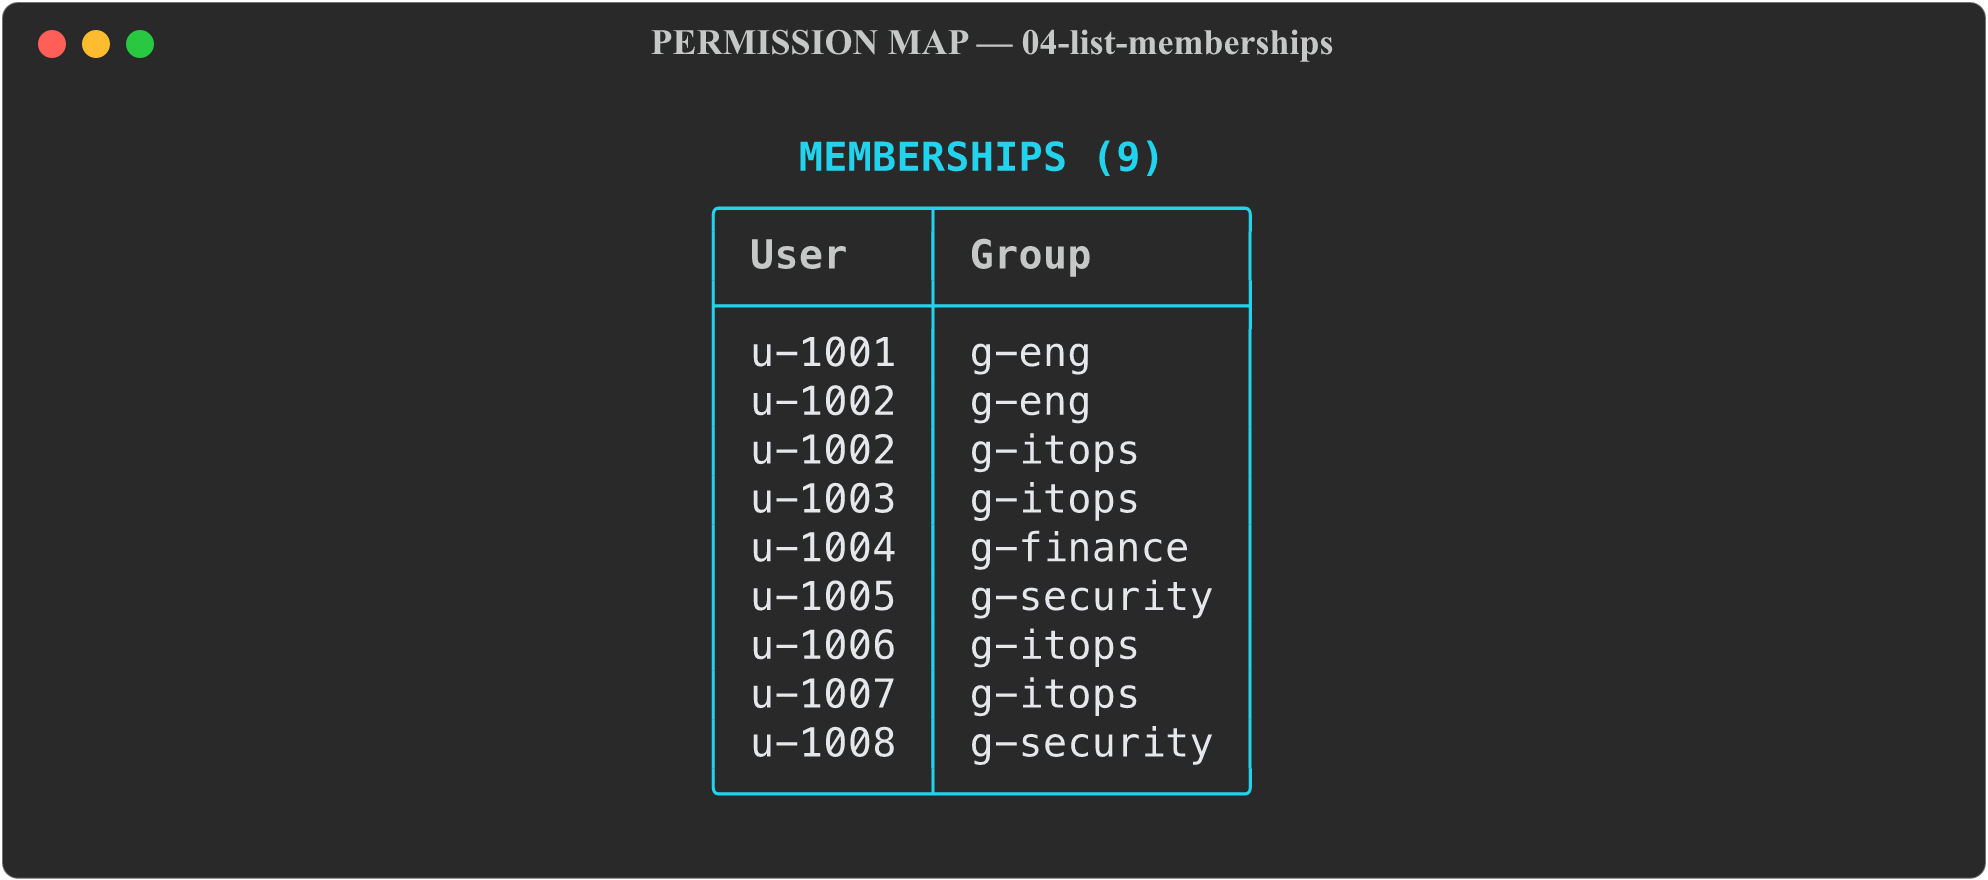 PERMISSION MAP — 04-list-memberships
MEMBERSHIPS (9)
User Group
u-1001 g-eng
u-1002 g-eng
u-1002 g-itops
u-1003 g-itops
u-1004 g-finance
u-1005 g-security
u-1006 g-itops
u-1007 g-itops
u-1008 g-security